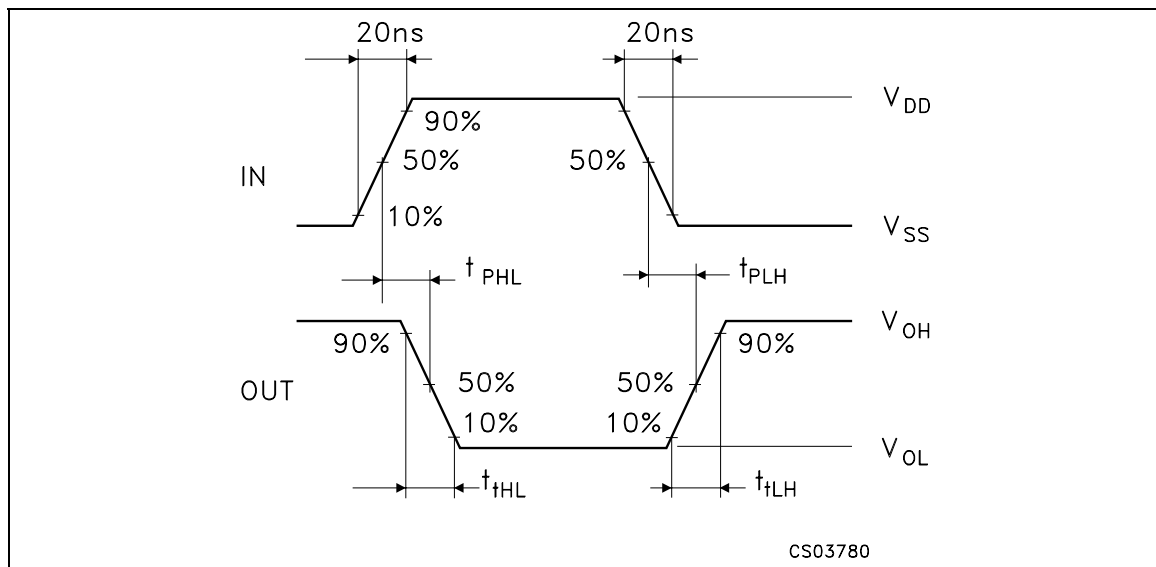 20ns 20ns
V_DD
90%
50% 50%
IN
10%
V_SS
t_PHL t_PLH
V_OH
90% 90%
OUT
50% 50%
10% 10%
V_OL
t_tHL t_tLH
CS03780